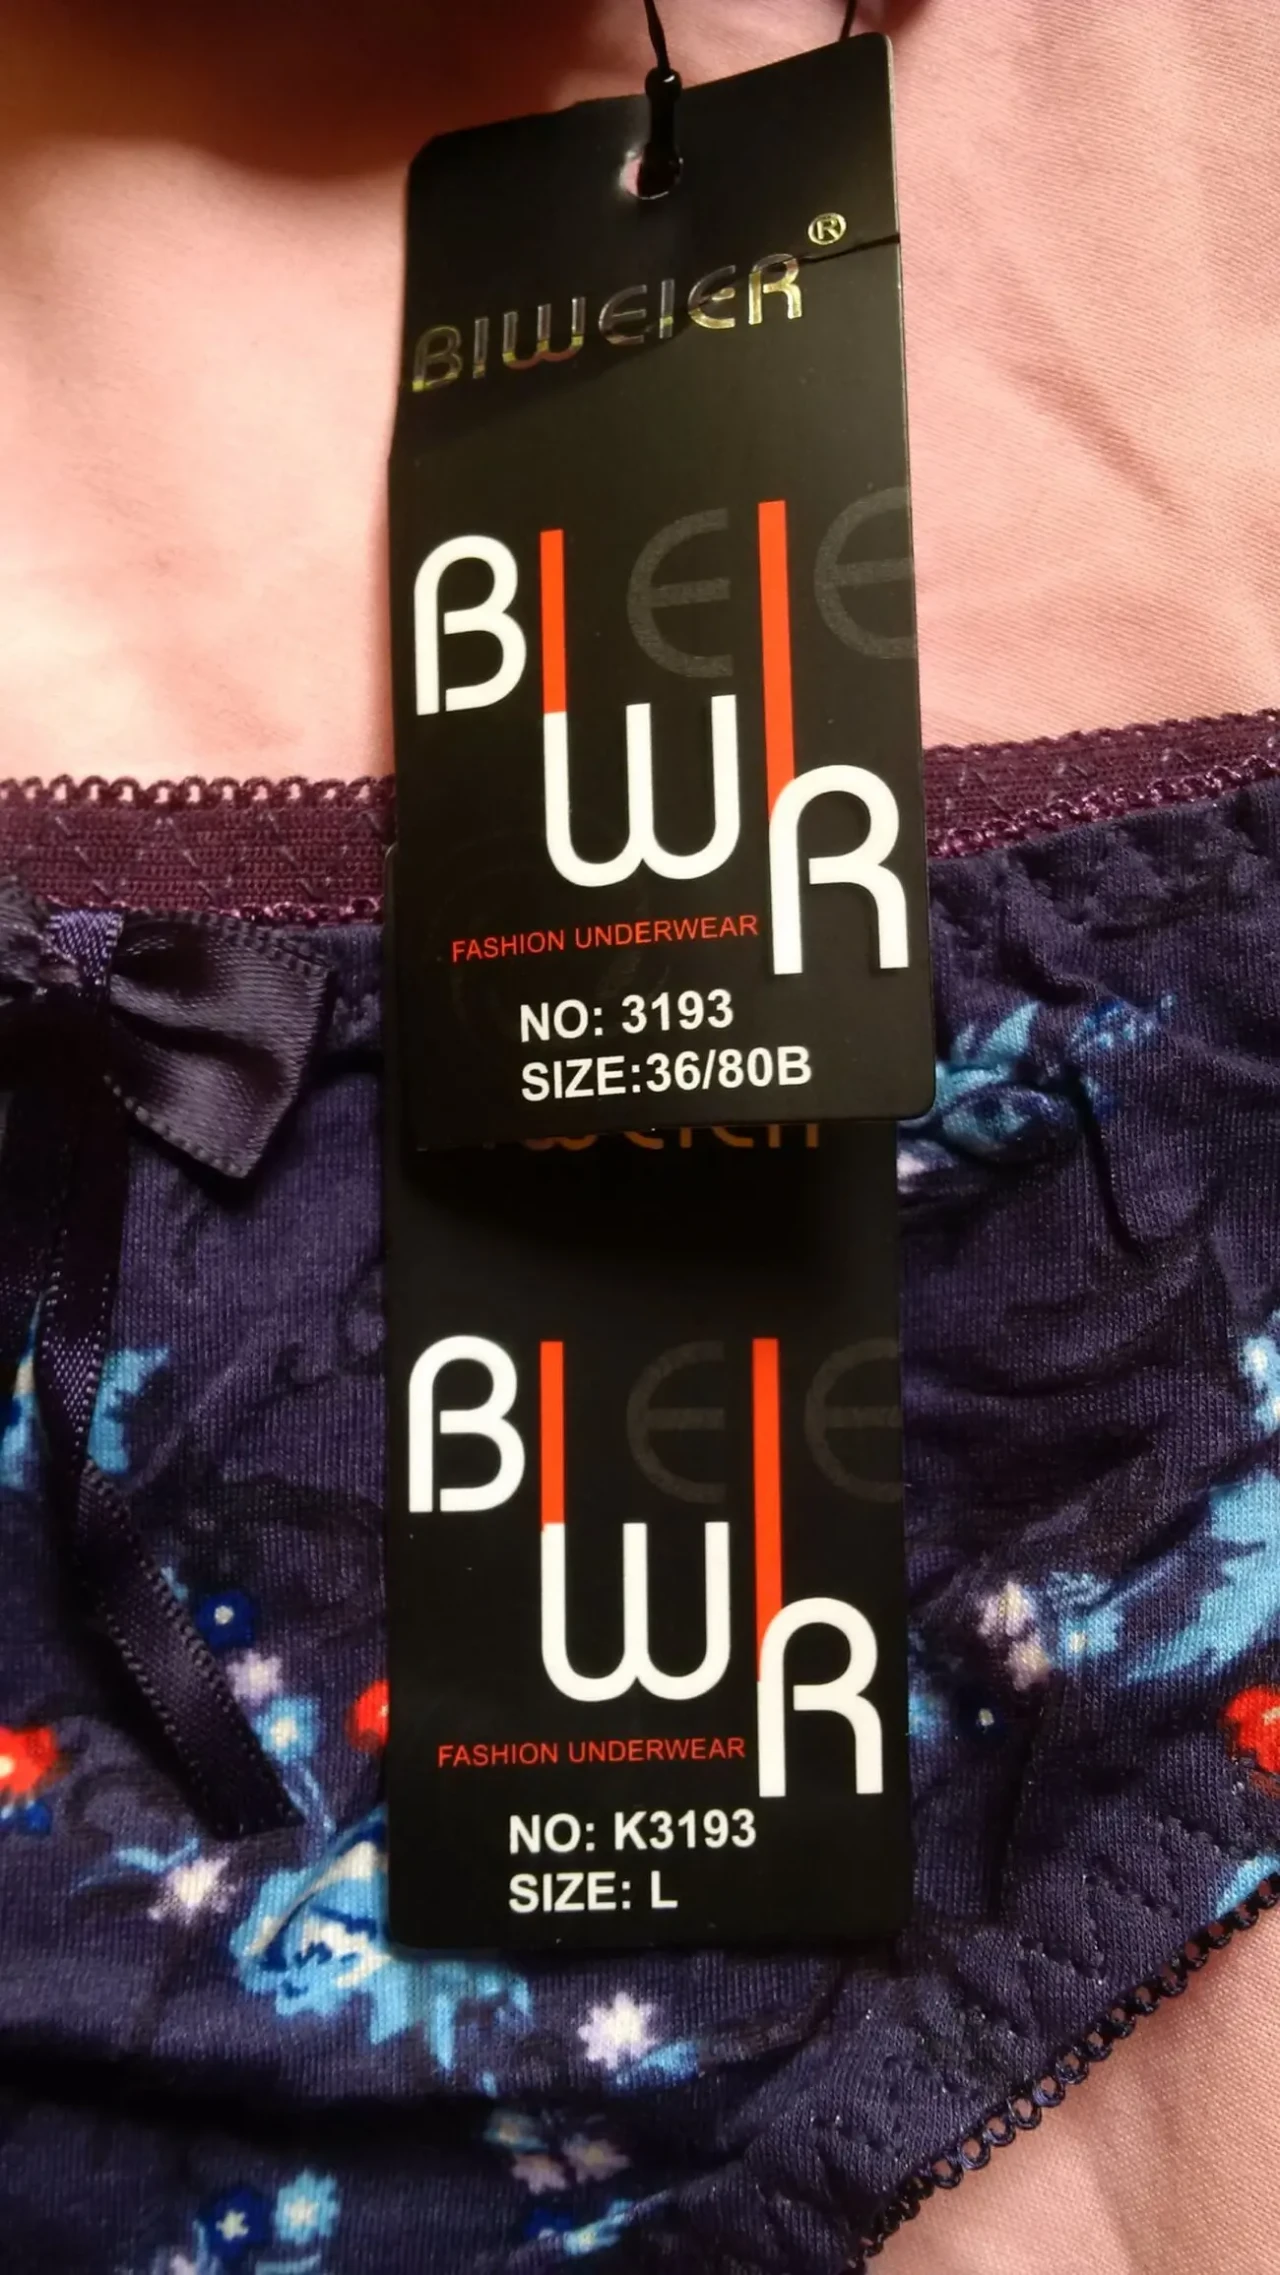 BIWEIER®
BIEIE
WR
FASHION UNDERWEAR
NO: 3193
SIZE:36/80B
BIEIE
WR
FASHION UNDERWEAR
NO: K3193
SIZE: L